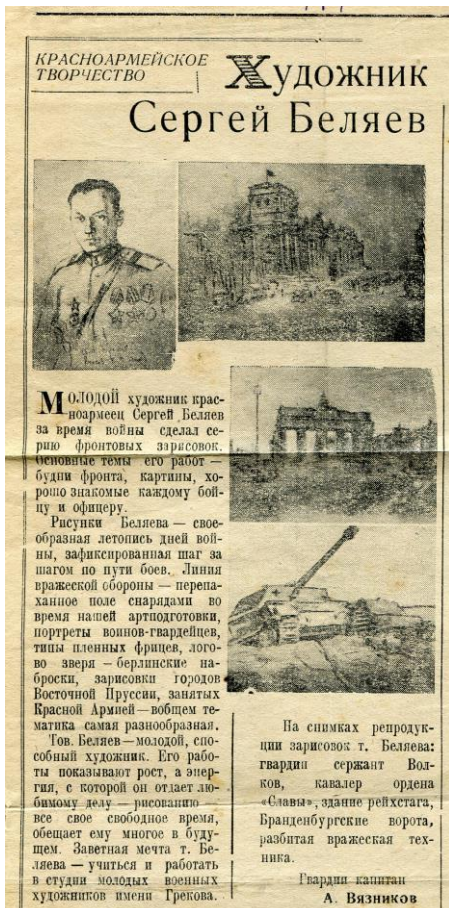 КРАСНОАРМЕЙСКОЕ
ТВОРЧЕСТВО
Художник
Сергей Беляев
МОЛОДОЙ художник крас-
ноармеец Сергей Беляев
за время войны сделал се-
рию фронтовых зарисовок.
Основные темы его работ —
будни фронта, картины, хо-
рошо знакомые каждому бой-
цу и офицеру.
Рисунки Беляева — свое-
образная летопись дней вой-
ны, зафиксированная шаг за
шагом по пути боев. Линия
вражеской обороны — перепа-
ханное поле снарядами во
время нашей артподготовки,
портреты воинов-гвардейцев,
типы пленных фрицев, лого-
во зверя — берлинские на-
броски, зарисовки городов
Восточной Пруссии, занятых
Красной Армией — вобщем те-
матика самая разнообразная.
Тов. Беляев — молодой, спо-
собный художник. Его рабо-
ты показывают рост, а энер-
гия, с которой он отдает лю-
бимому делу — рисованию —
все свое свободное время,
обещает ему многое в буду-
щем. Заветная мечта т. Бе-
ляева — учиться и работать
в студии молодых военных
художников имени Грекова.
На снимках репродук-
ции зарисовок т. Беляева:
гвардии сержант Вол-
ков, кавалер ордена
«Славы», здание рейхстага,
Бранденбургские ворота,
разбитая вражеская тех-
ника.
Гвардии капитан
А. Вязников